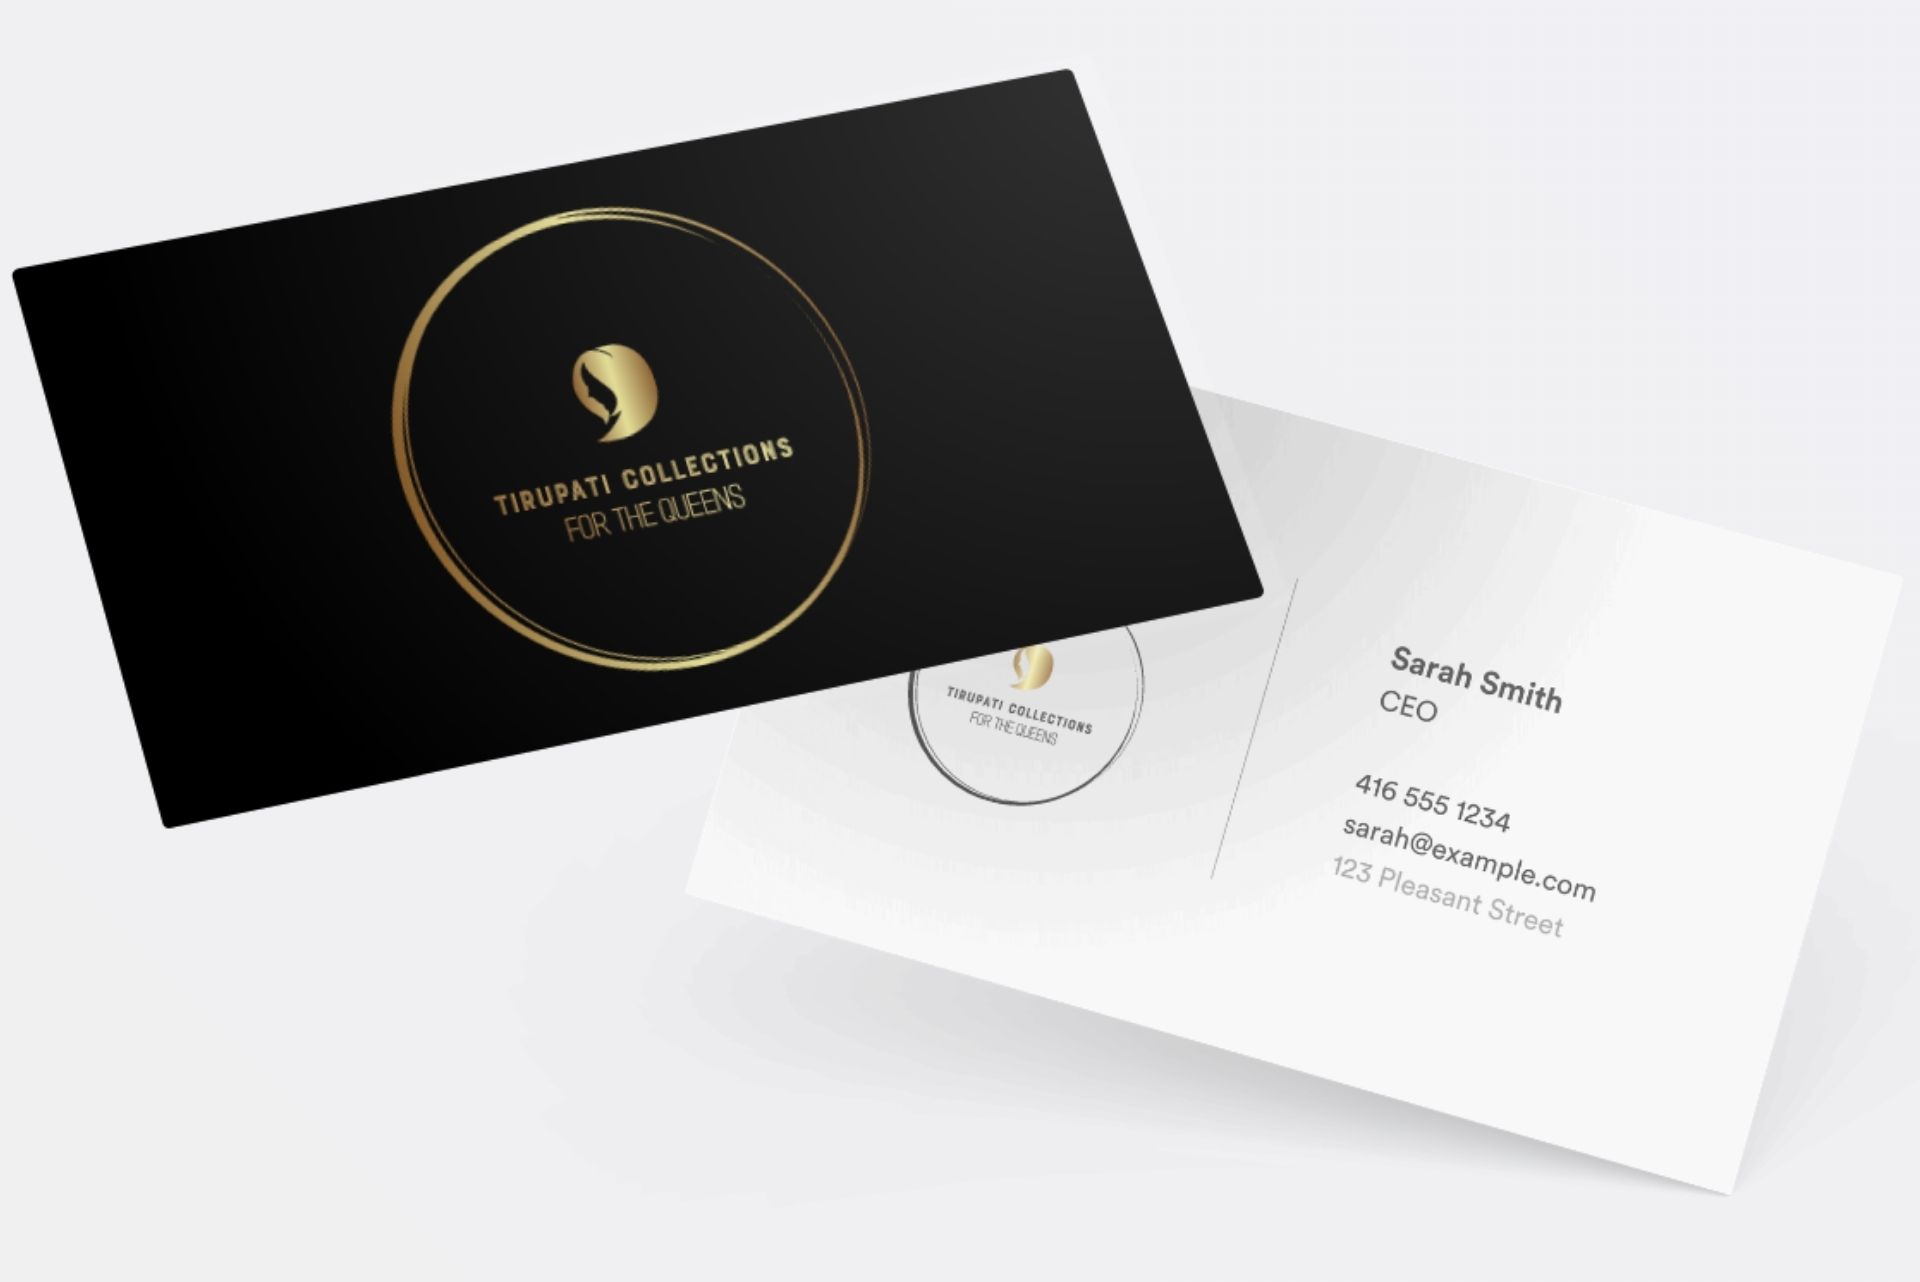 TIRUPATI COLLECTIONS
FOR THE QUEENS
TIRUPATI COLLECTIONS
FOR THE QUEENS
Sarah Smith
CEO
416 555 1234
sarah@example.com
123 Pleasant Street